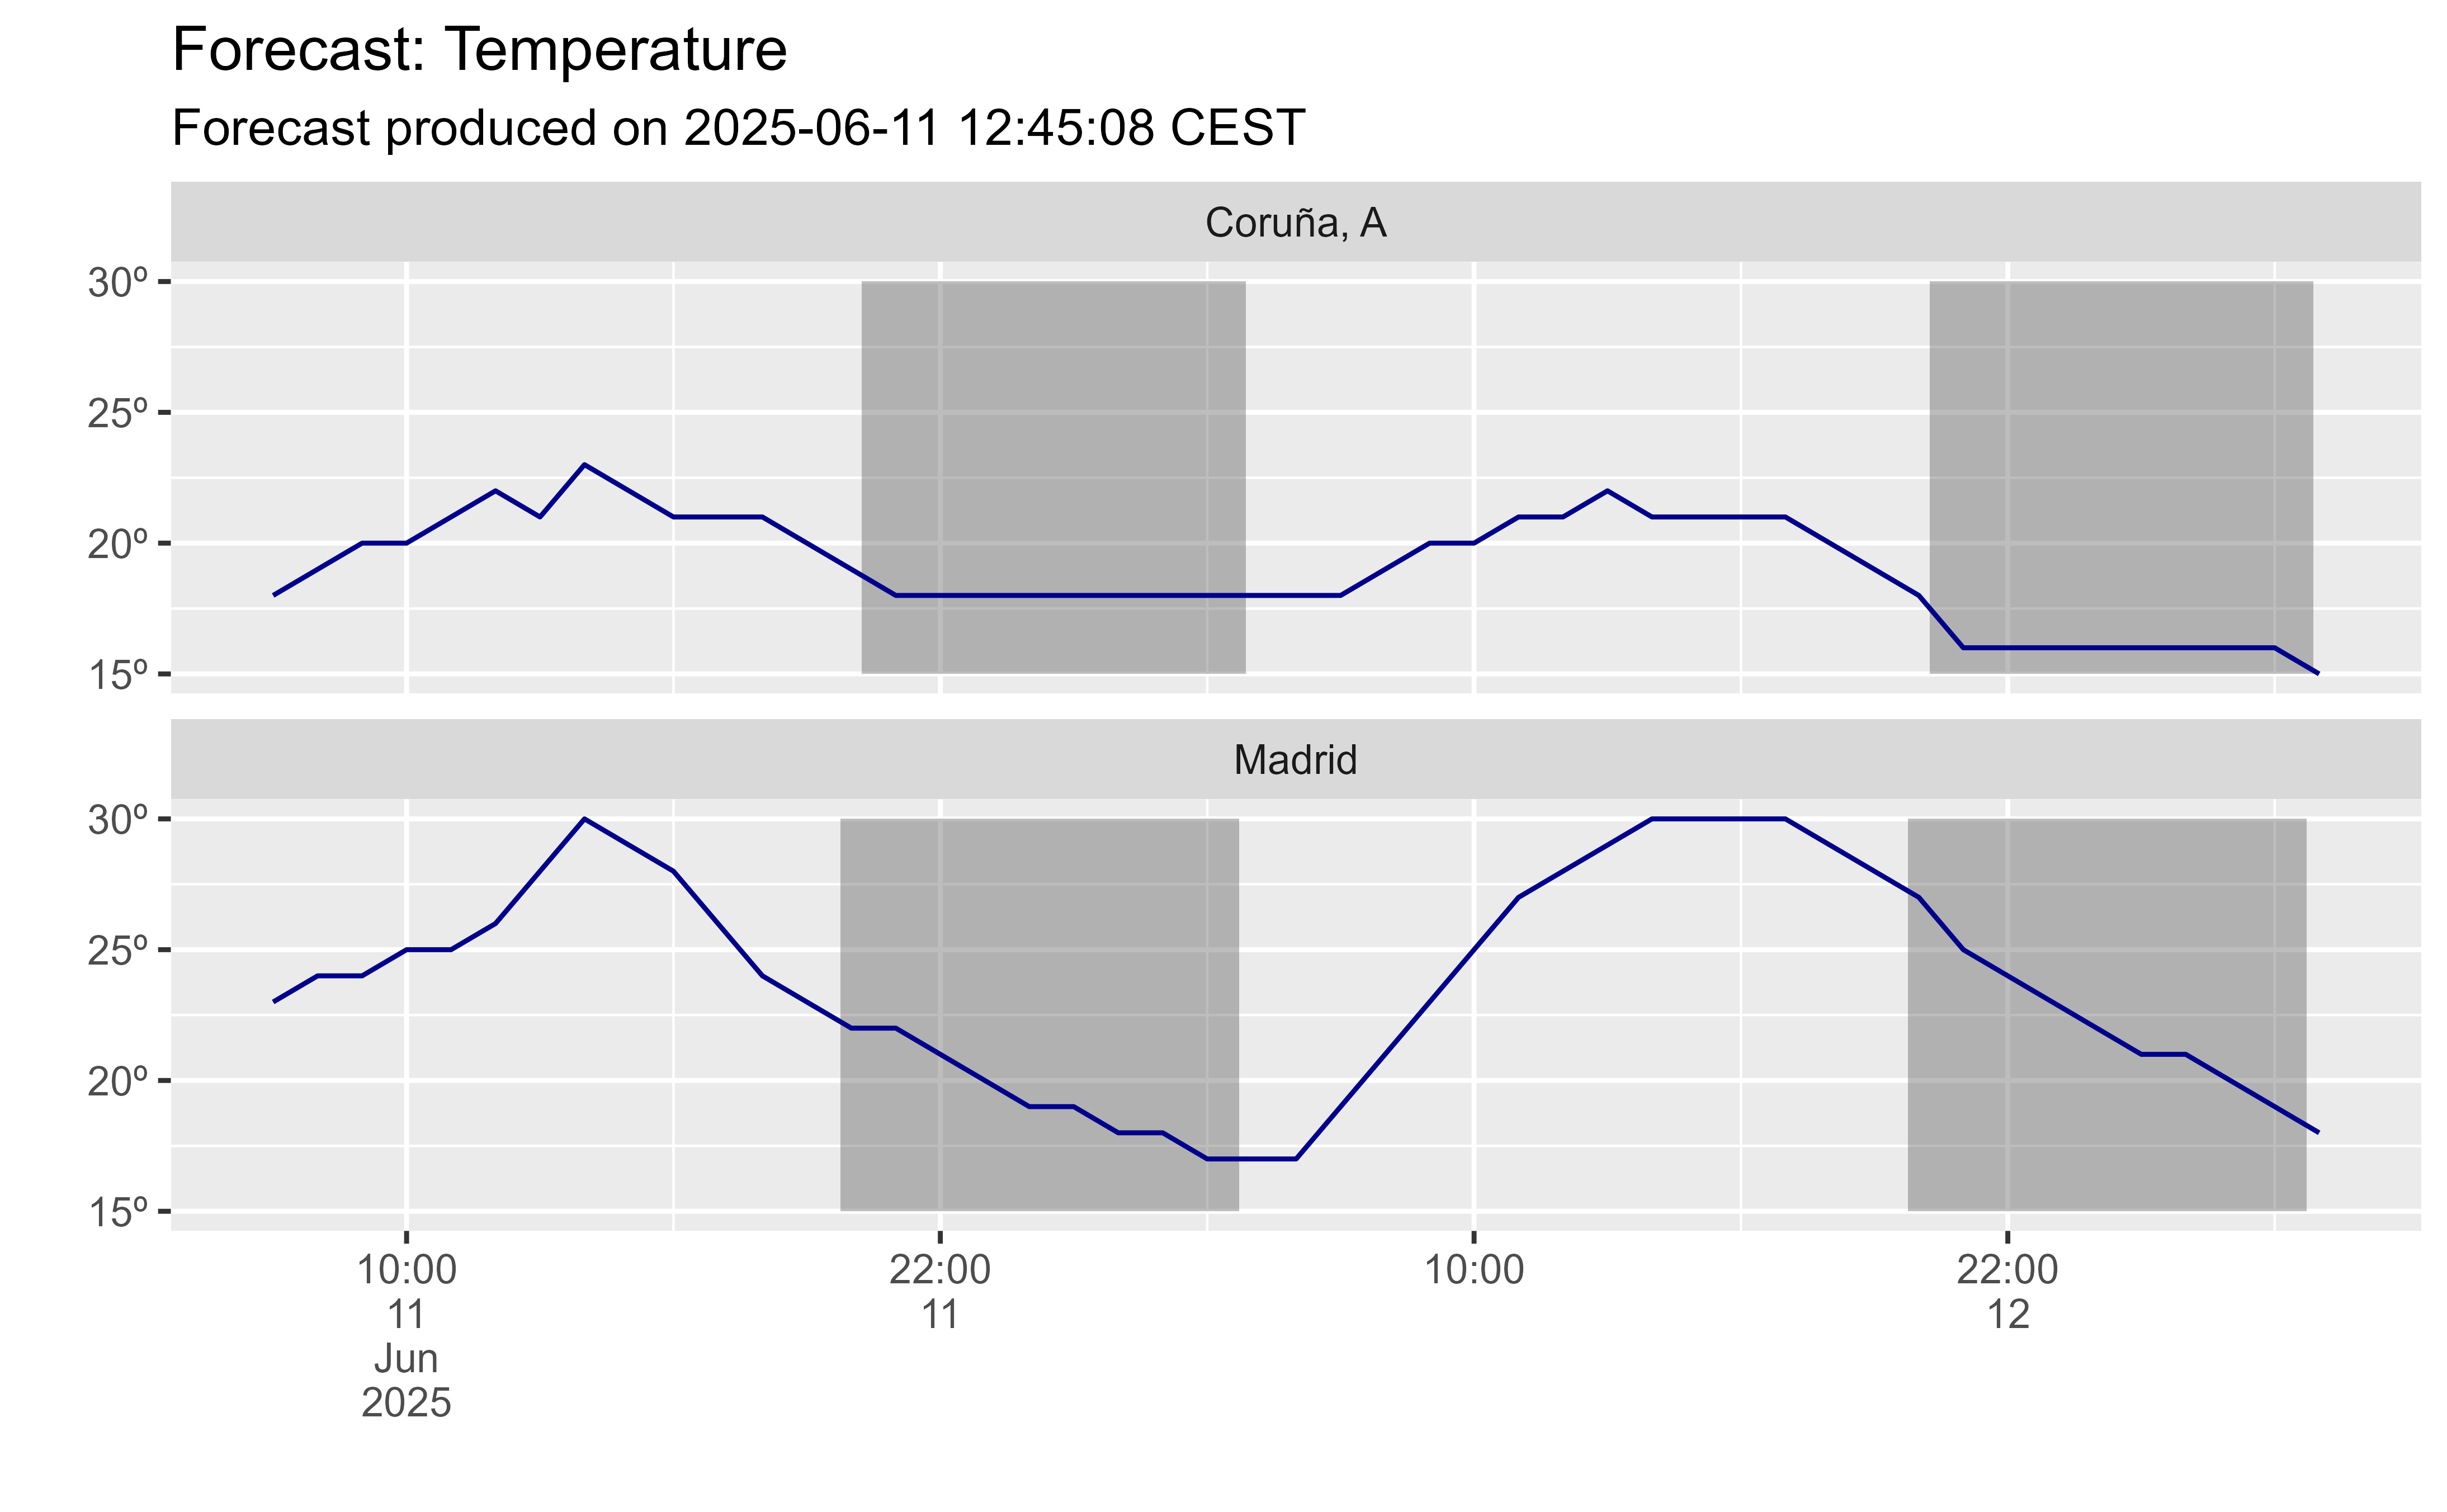 Forecast: Temperature
Forecast produced on 2025-06-11 12:45:08 CEST
Coruña, A
30º
25º
20º
15º
Madrid
30º
25º
20º
15º
10:00 22:00 10:00 22:00
11 11 12
Jun
2025